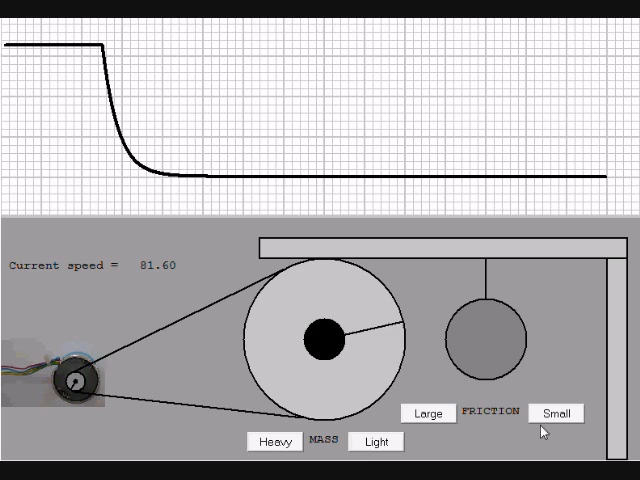 Current speed = 81.60
Large FRICTION Small
Heavy MASS Light